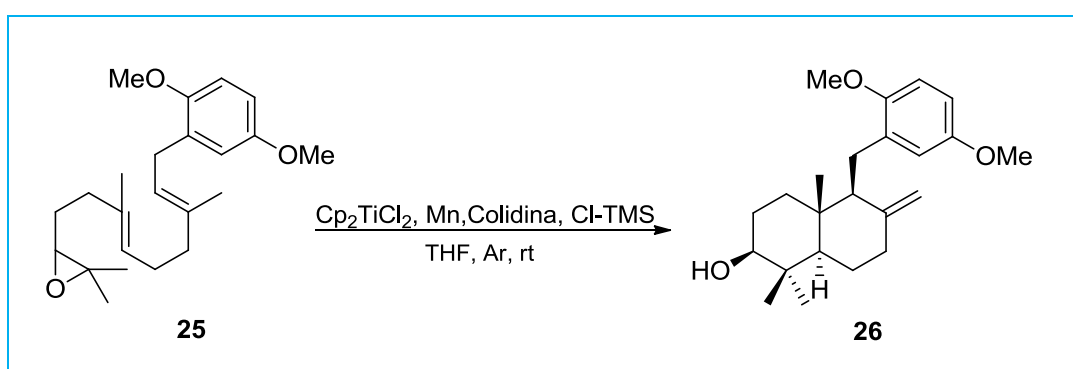 MeO
OMe
O
25
Cp2TiCl2, Mn,Colidina, Cl-TMS
THF, Ar, rt
MeO
OMe
HO
H
26